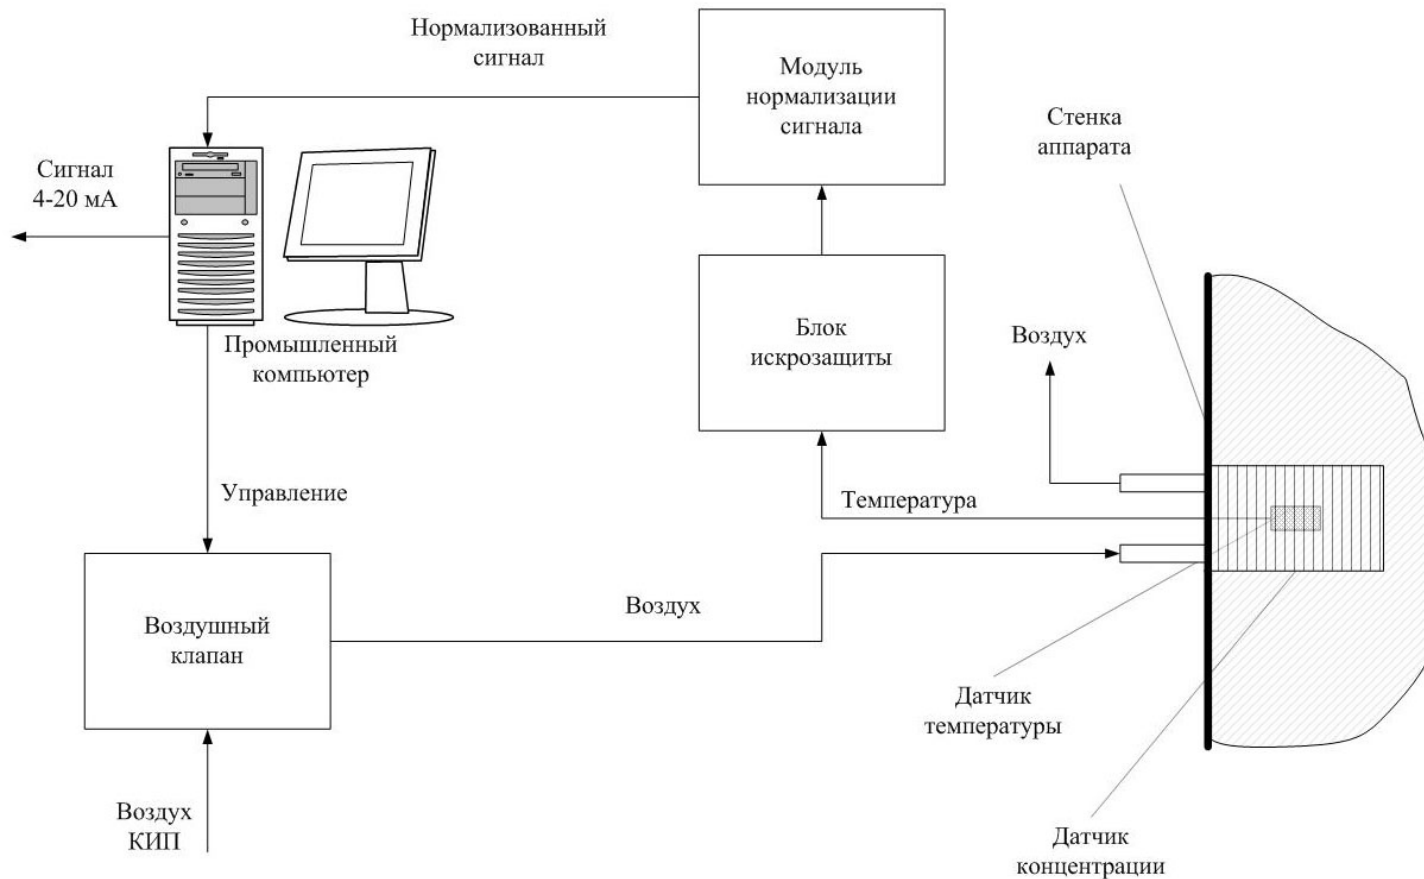 Нормализованный
сигнал
Модуль
нормализации
сигнала
Стенка
аппарата
Сигнал
4-20 мА
Промышленный
компьютер
Блок
искрозащиты
Воздух
Управление
Температура
Воздушный
клапан
Воздух
Датчик
температуры
Воздух
КИП
Датчик
концентрации